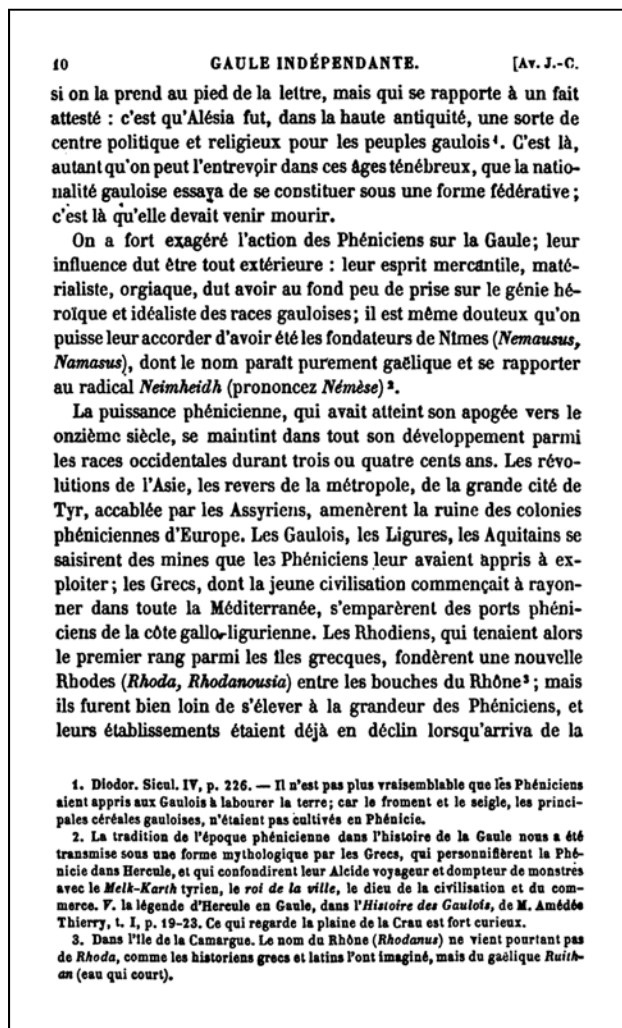 10 GAULE INDÉPENDANTE. [Av. J.-C.
si on la prend au pied de la lettre, mais qui se rapporte à un fait
attesté : c'est qu'Alésia fut, dans la haute antiquité, une sorte de
centre politique et religieux pour les peuples gaulois¹. C'est là,
autant qu'on peut l'entrevoir dans ces âges ténébreux, que la natio-
nalité gauloise essaya de se constituer sous une forme fédérative ;
c'est là qu'elle devait venir mourir.
On a fort exagéré l'action des Phéniciens sur la Gaule; leur
influence dut être tout extérieure : leur esprit mercantile, maté-
rialiste, orgiaque, dut avoir au fond peu de prise sur le génie hé-
roïque et idéaliste des races gauloises; il est même douteux qu'on
puisse leur accorder d'avoir été les fondateurs de Nîmes (Nemausus,
Namasus), dont le nom paraît purement gaëlique et se rapporter
au radical Neimheidh (prononcez Némèse)².
La puissance phénicienne, qui avait atteint son apogée vers le
onzième siècle, se maintint dans tout son développement parmi
les races occidentales durant trois ou quatre cents ans. Les révo-
lutions de l'Asie, les revers de la métropole, de la grande cité de
Tyr, accablée par les Assyriens, amenèrent la ruine des colonies
phéniciennes d'Europe. Les Gaulois, les Ligures, les Aquitains se
saisirent des mines que les Phéniciens leur avaient appris à ex-
ploiter ; les Grecs, dont la jeune civilisation commençait à rayon-
ner dans toute la Méditerranée, s'emparèrent des ports phéni-
ciens de la côte gallo-ligurienne. Les Rhodiens, qui tenaient alors
le premier rang parmi les îles grecques, fondèrent une nouvelle
Rhodes (Rhoda, Rhodanousia) entre les bouches du Rhône³ ; mais
ils furent bien loin de s'élever à la grandeur des Phéniciens, et
leurs établissements étaient déjà en déclin lorsqu'arriva de la
1. Diodor. Sicul. IV, p. 226. — Il n'est pas plus vraisemblable que les Phéniciens
aient appris aux Gaulois à labourer la terre; car le froment et le seigle, les princi-
pales céréales gauloises, n'étaient pas cultivés en Phénicie.
2. La tradition de l'époque phénicienne dans l'histoire de la Gaule nous a été
transmise sous une forme mythologique par les Grecs, qui personnifièrent la Phé-
nicie dans Hercule, et qui confondirent leur Alcide voyageur et dompteur de monstres
avec le Melk-Karth tyrien, le roi de la ville, le dieu de la civilisation et du com-
merce. V. la légende d'Hercule en Gaule, dans l'Histoire des Gaulois, de M. Amédée
Thierry, t. I, p. 19-23. Ce qui regarde la plaine de la Crau est fort curieux.
3. Dans l'île de la Camargue. Le nom du Rhône (Rhodanus) ne vient pourtant pas
de Rhoda, comme les historiens grecs et latins l'ont imaginé, mais du gaëlique Ruith-
an (eau qui court).